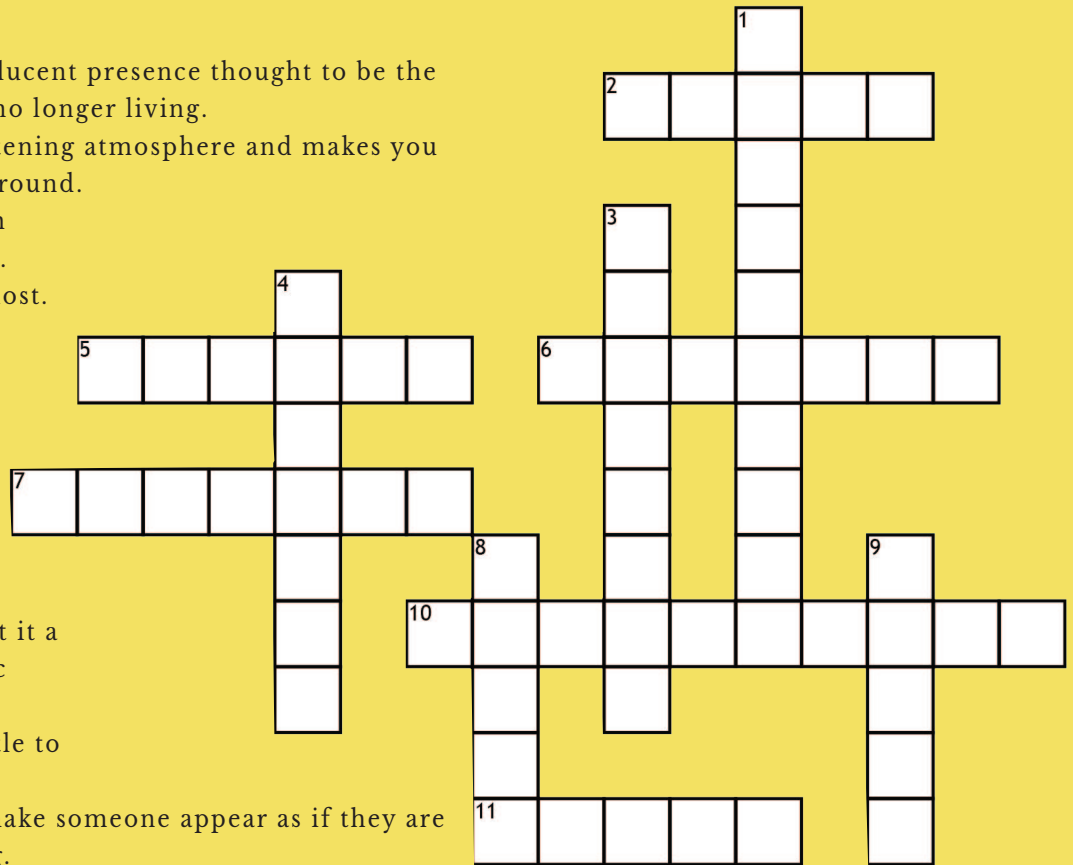 1
lucent presence thought to be the
2
no longer living.
ening atmosphere and makes you
round.
3
n
.
4
ost.
5
6
7
8
9
10
t it a
c
le to
11
ake someone appear as if they are